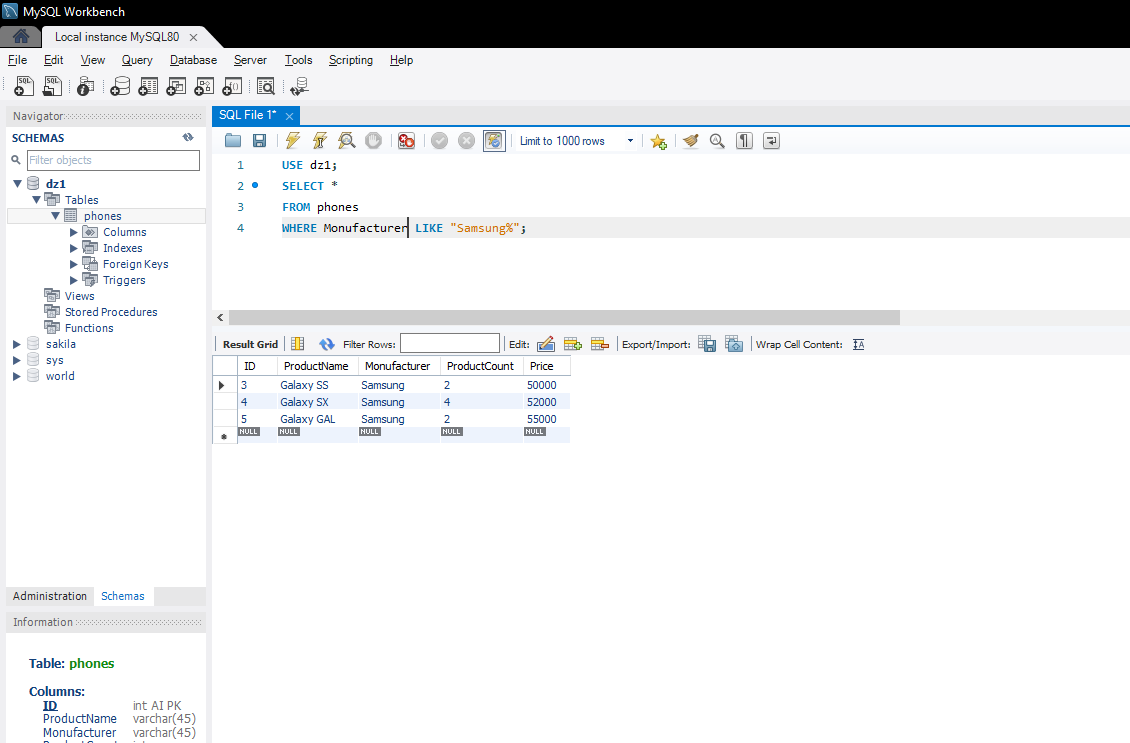 MySQL Workbench
Local instance MySQL80
File Edit View Query Database Server Tools Scripting Help
Navigator
SCHEMAS
Filter objects
dz1
Tables
phones
Columns
Indexes
Foreign Keys
Triggers
Views
Stored Procedures
Functions
sakila
sys
world
Administration Schemas
Information
Table: phones
Columns:
ID int AI PK
ProductName varchar(45)
Monufacturer varchar(45)
SQL File 1*
Limit to 1000 rows
1 USE dz1;
2 SELECT *
3 FROM phones
4 WHERE Monufacturer LIKE "Samsung%";
Result Grid Filter Rows: Edit: Export/Import: Wrap Cell Content:
ID ProductName Monufacturer ProductCount Price
3 Galaxy SS Samsung 2 50000
4 Galaxy SX Samsung 4 52000
5 Galaxy GAL Samsung 2 55000
NULL NULL NULL NULL NULL